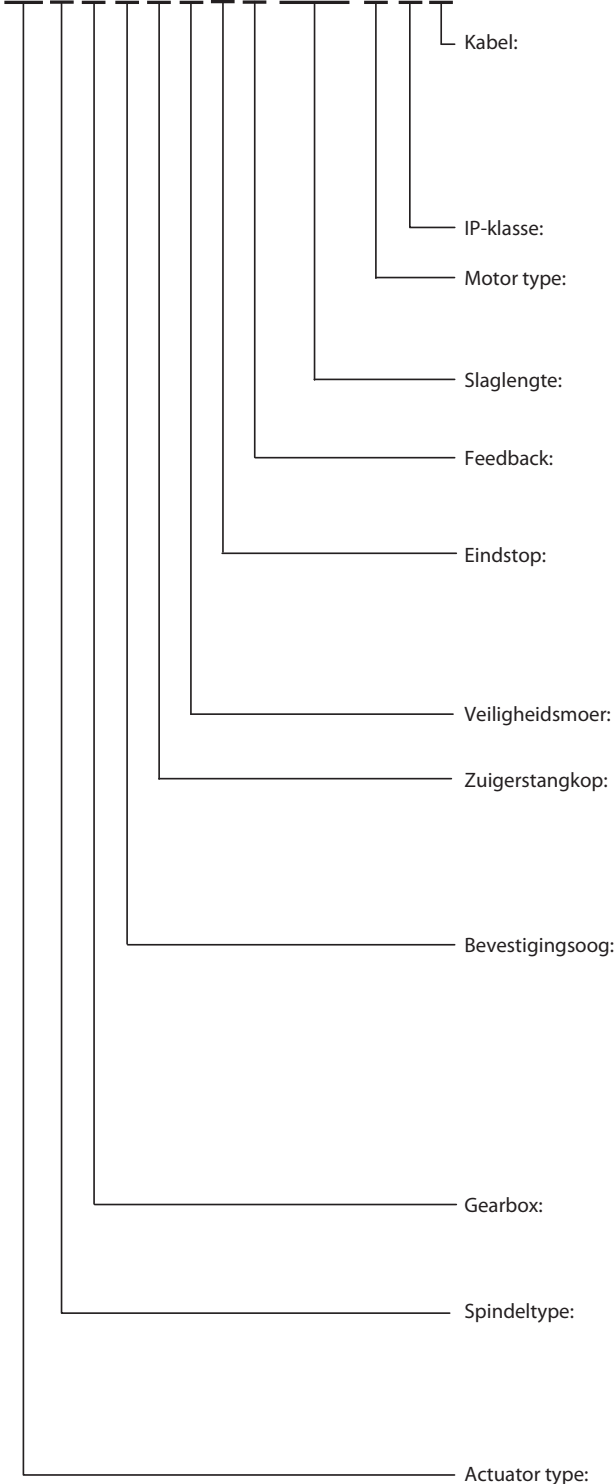 Kabel:
IP-klasse:
Motor type:
Slaglengte:
Feedback:
Eindstop:
Veiligheidsmoer:
Zuigerstangkop:
Bevestigingsoog:
Gearbox:
Spindeltype:
Actuator type: